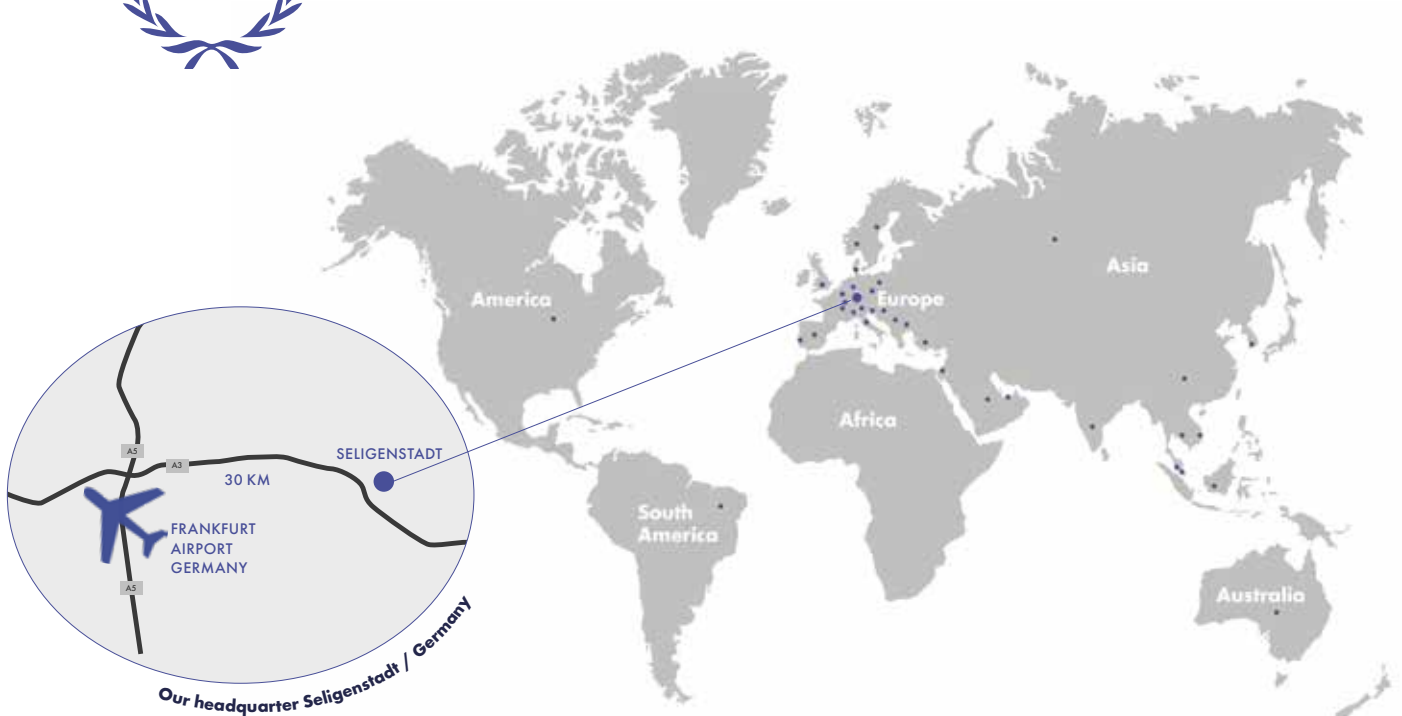 America
Europe
Asia
Africa
South
America
Australia
A5
A3
30 KM
SELIGENSTADT
FRANKFURT
AIRPORT
GERMANY
A5
Our headquarter Seligenstadt / Germany